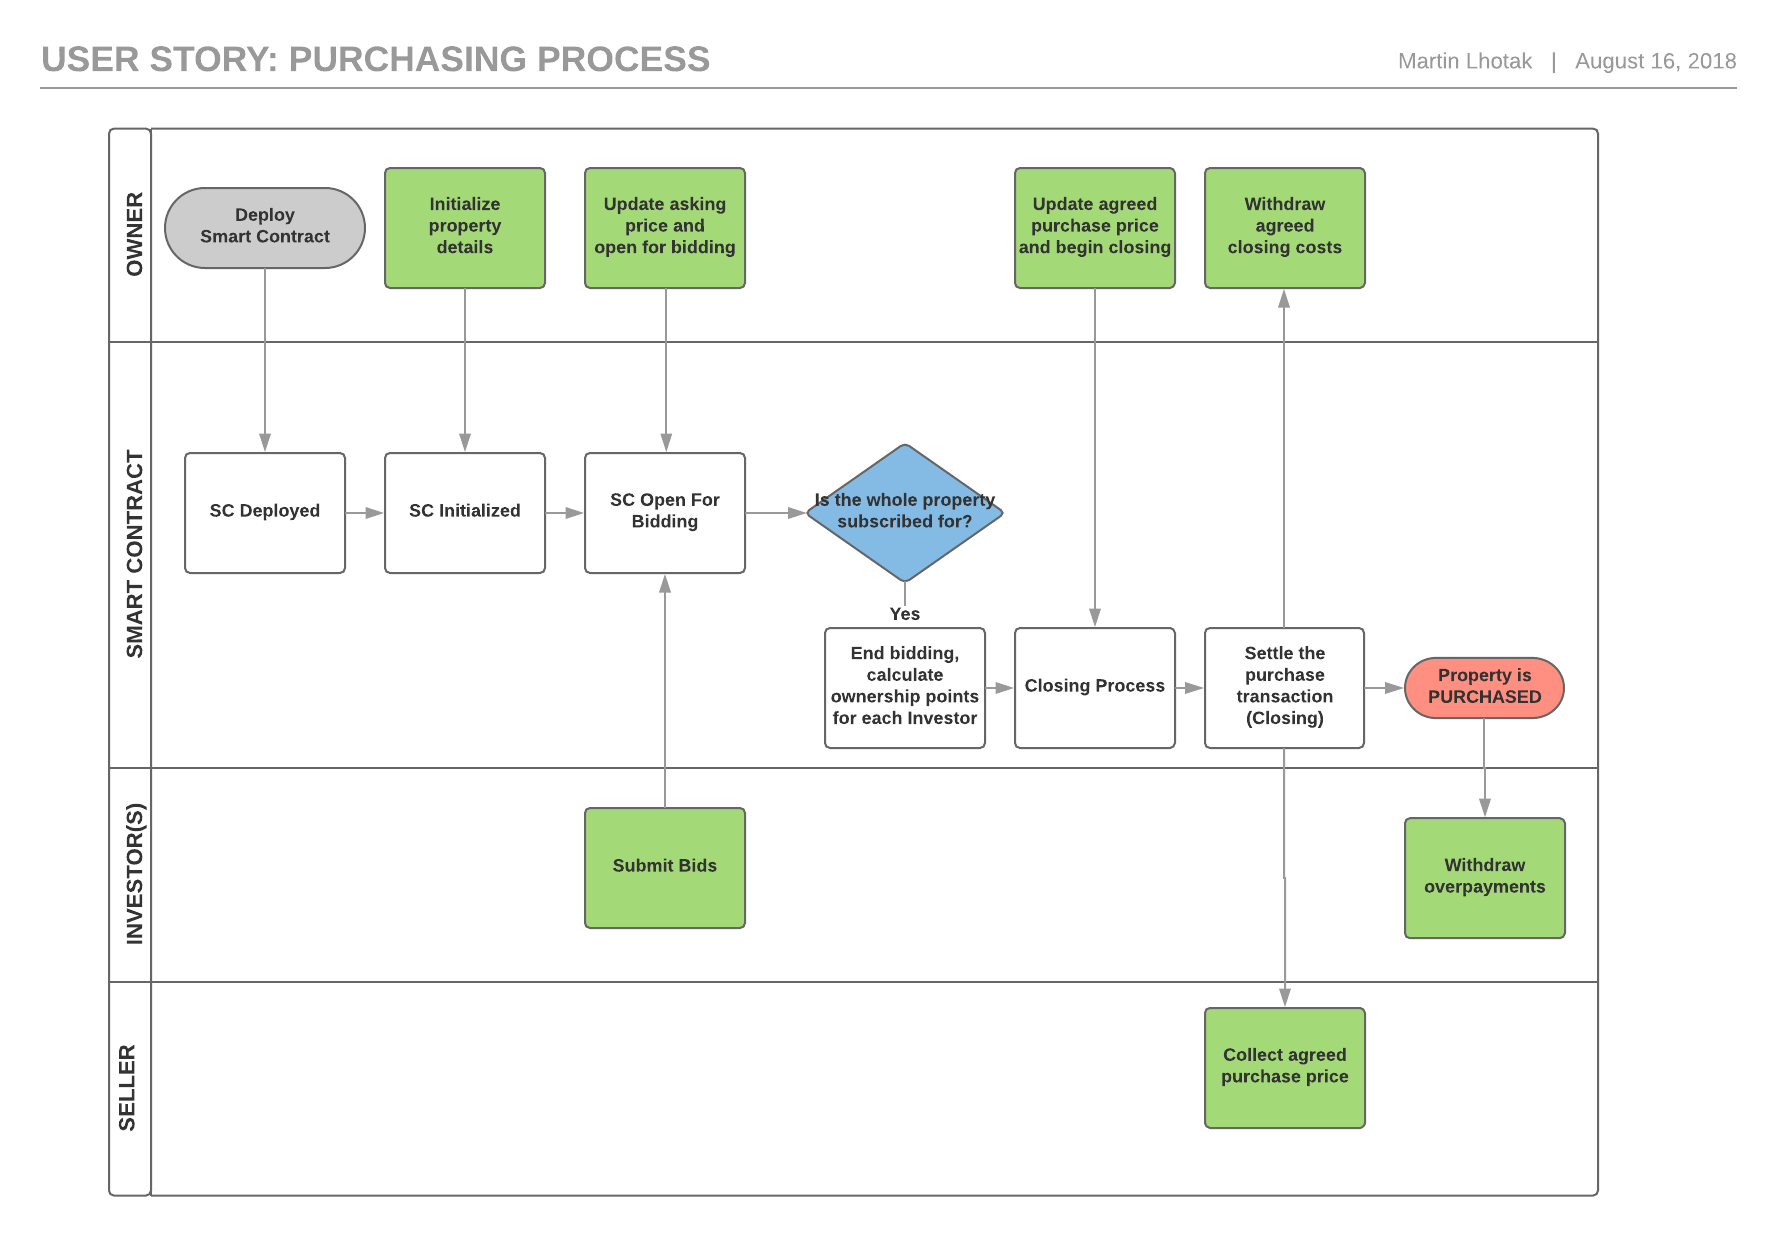 USER STORY: PURCHASING PROCESS
Martin Lhotak | August 16, 2018
OWNER
Deploy
Smart Contract
Initialize
property
details
Update asking
price and
open for bidding
Update agreed
purchase price
and begin closing
Withdraw
agreed
closing costs
SMART CONTRACT
SC Deployed
SC Initialized
SC Open For
Bidding
Is the whole property
subscribed for?
Yes
End bidding,
calculate
ownership points
for each Investor
Closing Process
Settle the
purchase
transaction
(Closing)
Property is
PURCHASED
INVESTOR(S)
Submit Bids
Withdraw
overpayments
SELLER
Collect agreed
purchase price